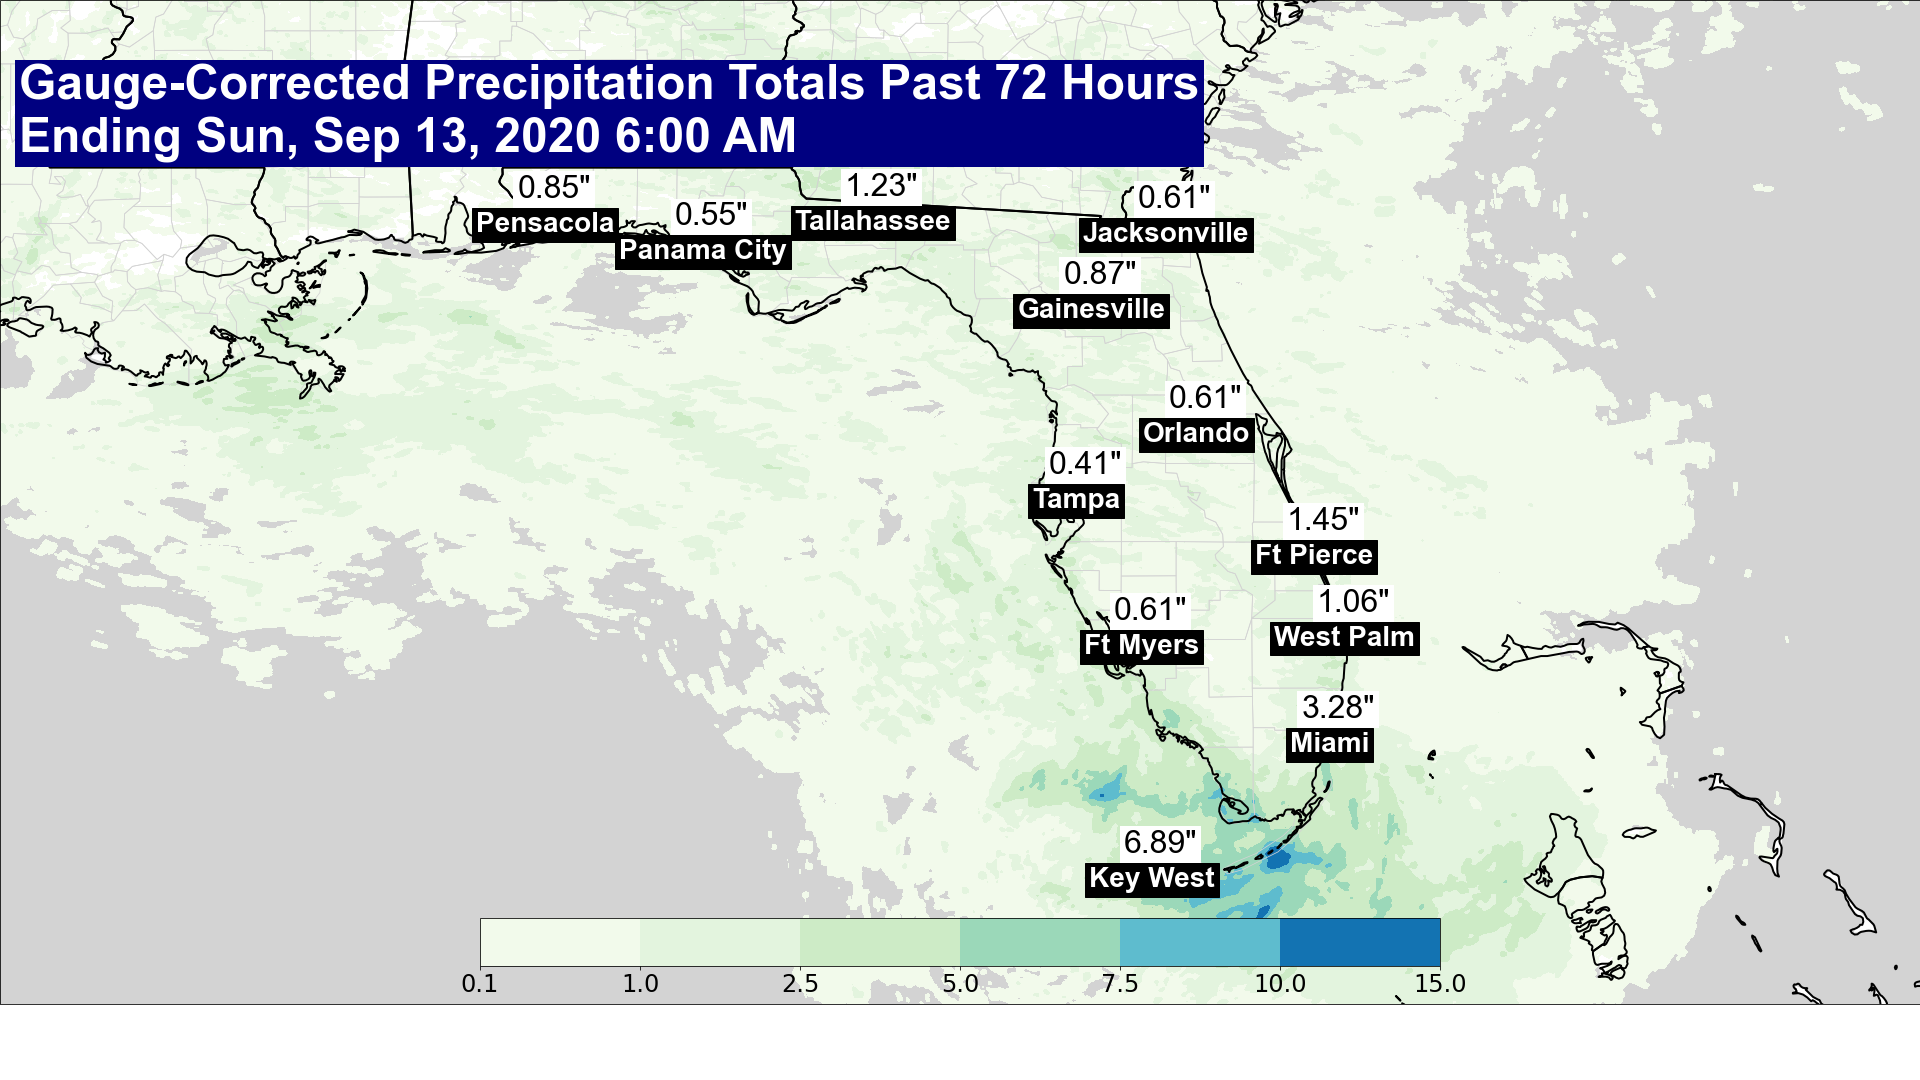 Gauge-Corrected Precipitation Totals Past 72 Hours
Ending Sun, Sep 13, 2020 6:00 AM
0.85"
Pensacola
0.55"
Panama City
1.23"
Tallahassee
0.61"
Jacksonville
0.87"
Gainesville
0.61"
Orlando
0.41"
Tampa
1.45"
Ft Pierce
0.61"
Ft Myers
1.06"
West Palm
3.28"
Miami
6.89"
Key West
0.1 1.0 2.5 5.0 7.5 10.0 15.0